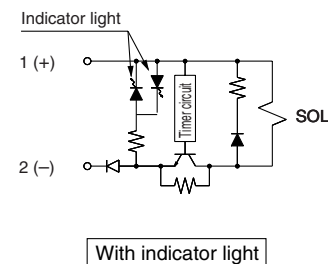 Indicator light
1 (+)
Timer circuit
SOL
2 (–)
With indicator light